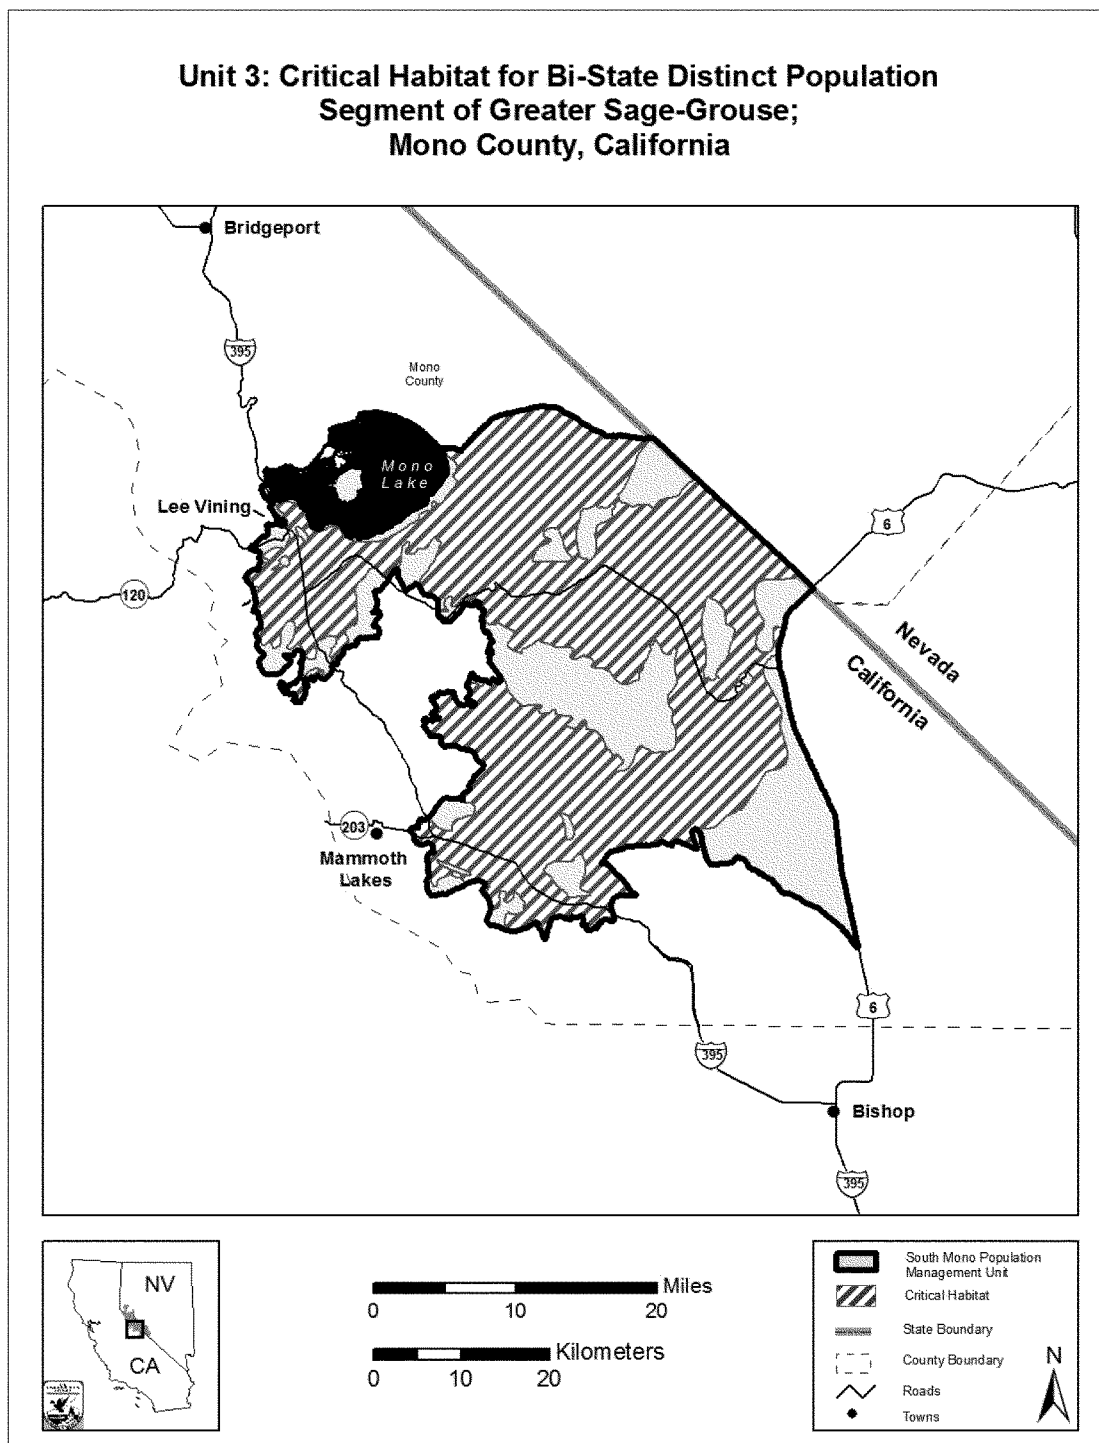 Unit 3: Critical Habitat for Bi-State Distinct Population
Segment of Greater Sage-Grouse;
Mono County, California
Bridgeport
395
Mono
County
Mono
Lake
Lee Vining
6
120
Nevada
California
203
Mammoth
Lakes
6
395
Bishop
395
NV
CA
Miles
0 10 20
Kilometers
0 10 20
South Mono Population
Management Unit
Critical Habitat
State Boundary
County Boundary
Roads
Towns
N